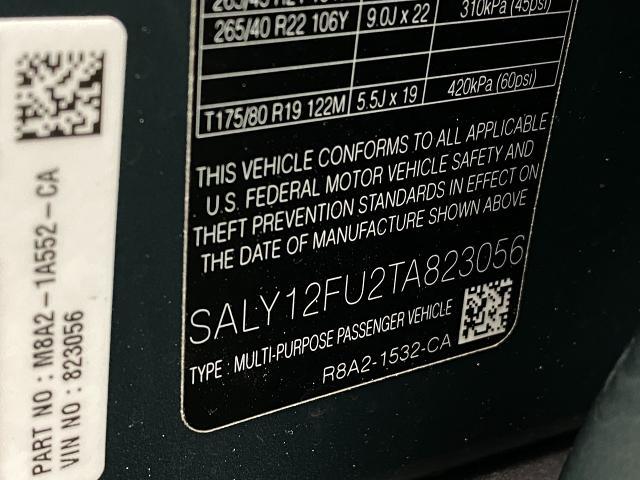 265/40 R22 106Y 9.0J x 22 310kPa (45psi)
T175/80 R19 122M 5.5J x 19 420kPa (60psi)
THIS VEHICLE CONFORMS TO ALL APPLICABLE
U.S. FEDERAL MOTOR VEHICLE SAFETY AND
THEFT PREVENTION STANDARDS IN EFFECT ON
THE DATE OF MANUFACTURE SHOWN ABOVE
SALY12FU2TA823056
TYPE : MULTI-PURPOSE PASSENGER VEHICLE
R8A2-1532-CA
PART NO : M8A2-1A552-CA
VIN NO : 823056